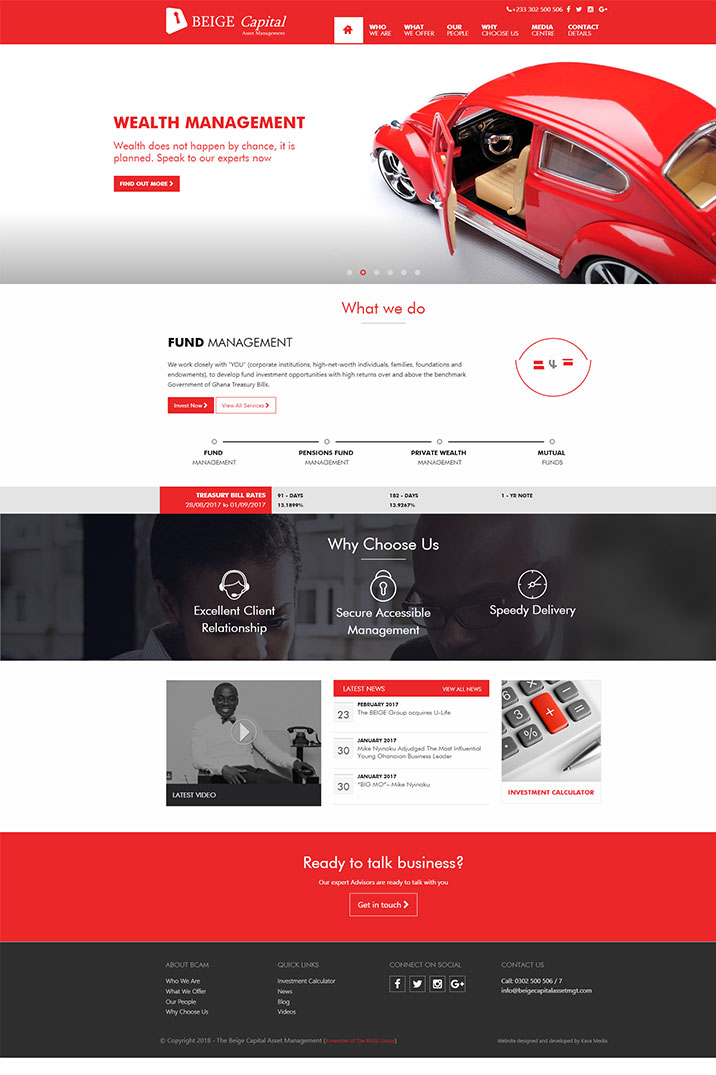 +233 302 500 506
BEIGE Capital
Asset Management
WHO
WE ARE
WHAT
WE OFFER
OUR
PEOPLE
WHY
CHOOSE US
MEDIA
CENTRE
CONTACT
DETAILS
WEALTH MANAGEMENT
Wealth does not happen by chance, it is
planned. Speak to our experts now
FIND OUT MORE
What we do
FUND MANAGEMENT
We work closely with "YOU" (corporate institutions, high-net-worth individuals, families, foundations and
endowments), to develop fund investment opportunities with high returns over and above the benchmark
Government of Ghana Treasury Bills.
Invest Now
View All Services
FUND
MANAGEMENT
PENSIONS FUND
MANAGEMENT
PRIVATE WEALTH
MANAGEMENT
MUTUAL
FUNDS
TREASURY BILL RATES
28/08/2017 to 01/09/2017
91 - DAYS
13.1899%
182 - DAYS
13.9267%
1 - YR NOTE
Why Choose Us
Excellent Client
Relationship
Secure Accessible
Management
Speedy Delivery
LATEST VIDEO
LATEST NEWS
VIEW ALL NEWS
23
FEBRUARY 2017
The BEIGE Group acquires U-Life
30
JANUARY 2017
Mike Nyinaku Adjudged The Most Influential
Young Ghanaian Business Leader
30
JANUARY 2017
"BIG MO"– Mike Nyinaku
INVESTMENT CALCULATOR
Ready to talk business?
Our expert Advisors are ready to talk with you
Get in touch
ABOUT BCAM
Who We Are
What We Offer
Our People
Why Choose Us
QUICK LINKS
Investment Calculator
News
Blog
Videos
CONNECT ON SOCIAL
CONTACT US
Call: 0302 500 506 / 7
info@beigecapitalassetmgt.com
© Copyright 2018 - The Beige Capital Asset Management (A member of The BEIGE Group)
Website designed and developed by Kava Media